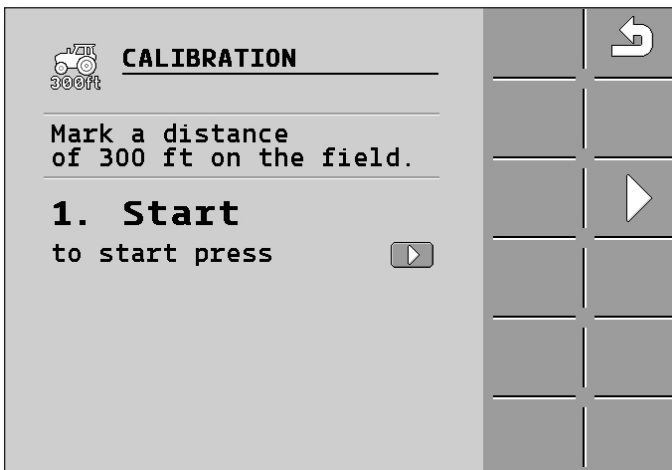 CALIBRATION
300ft
Mark a distance
of 300 ft on the field.
1. Start
to start press